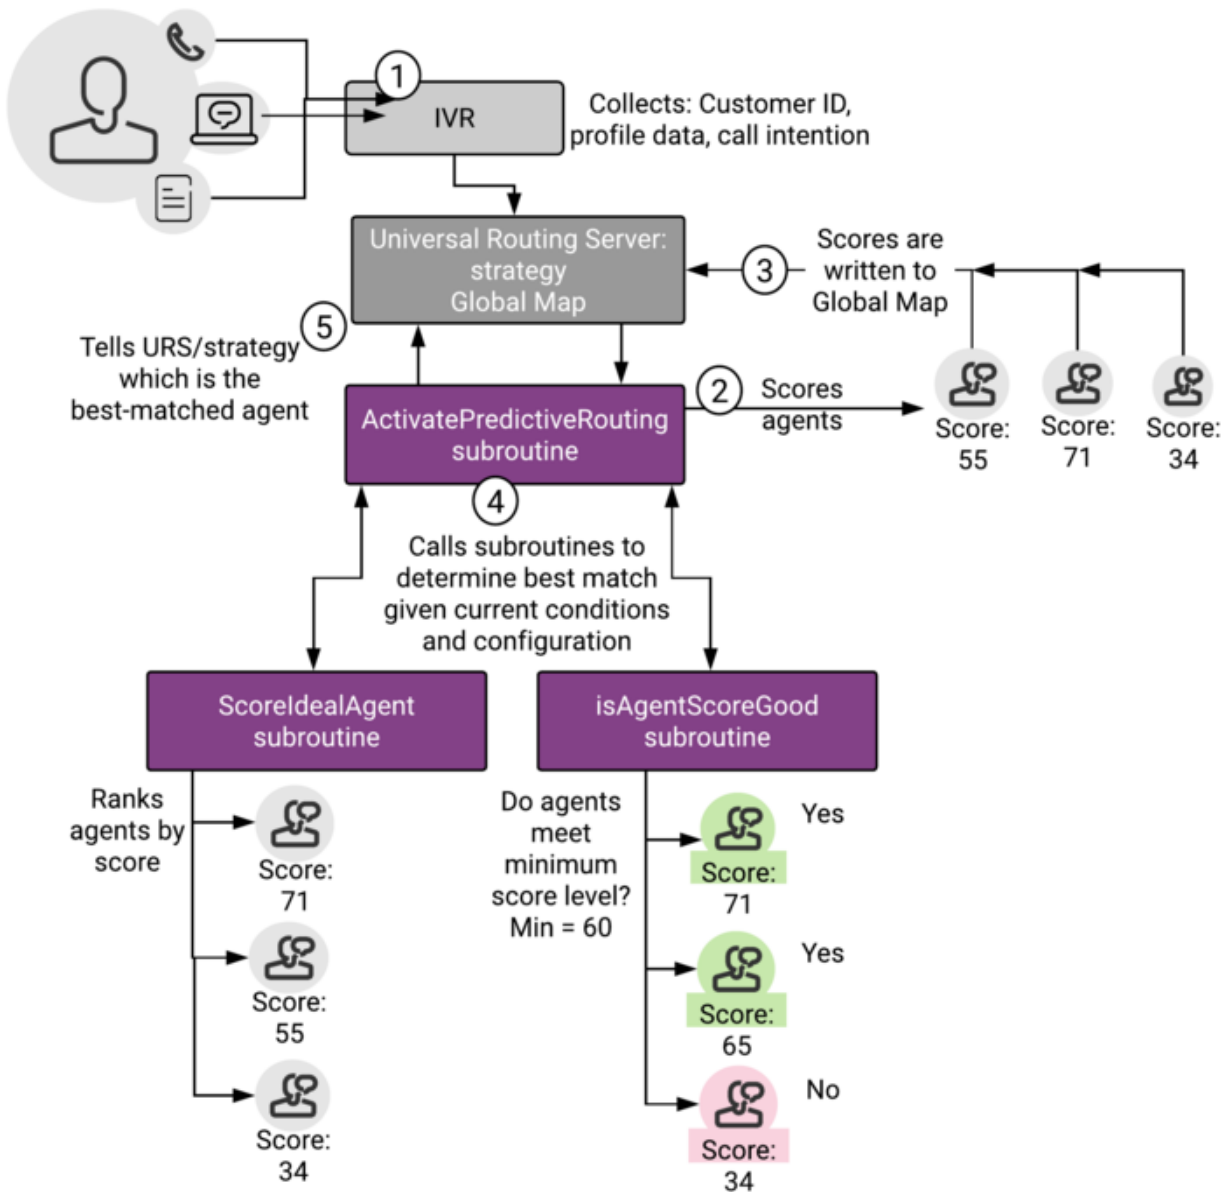 1
IVR
Collects: Customer ID,
profile data, call intention
Universal Routing Server:
strategy
Global Map
3
Scores are
written to
Global Map
5
Tells URS/strategy
which is the
best-matched agent
ActivatePredictiveRouting
subroutine
2
Scores
agents
Score:
55
Score:
71
Score:
34
4
Calls subroutines to
determine best match
given current conditions
and configuration
ScoreIdealAgent
subroutine
isAgentScoreGood
subroutine
Ranks
agents by
score
Score:
71
Score:
55
Score:
34
Do agents
meet
minimum
score level?
Min = 60
Yes
Score:
71
Yes
Score:
65
No
Score:
34